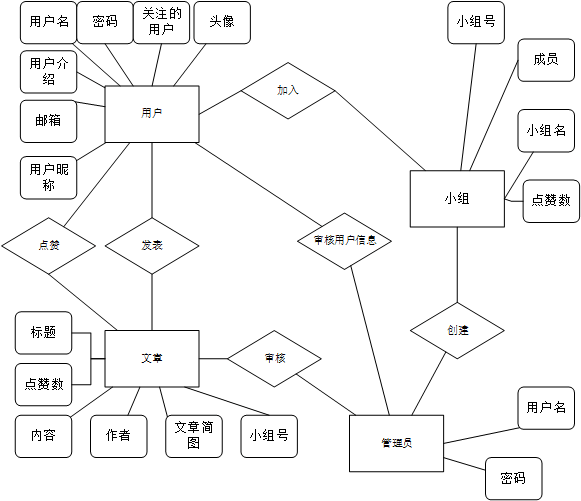 用户名
密码
关注的
用户
头像
小组号
用户介
绍
成员
加入
邮箱
用户
小组名
用户昵
称
小组
点赞数
点赞
发表
审核用户信息
标题
创建
文章
审核
点赞数
用户名
内容
作者
文章简
图
小组号
管理员
密码